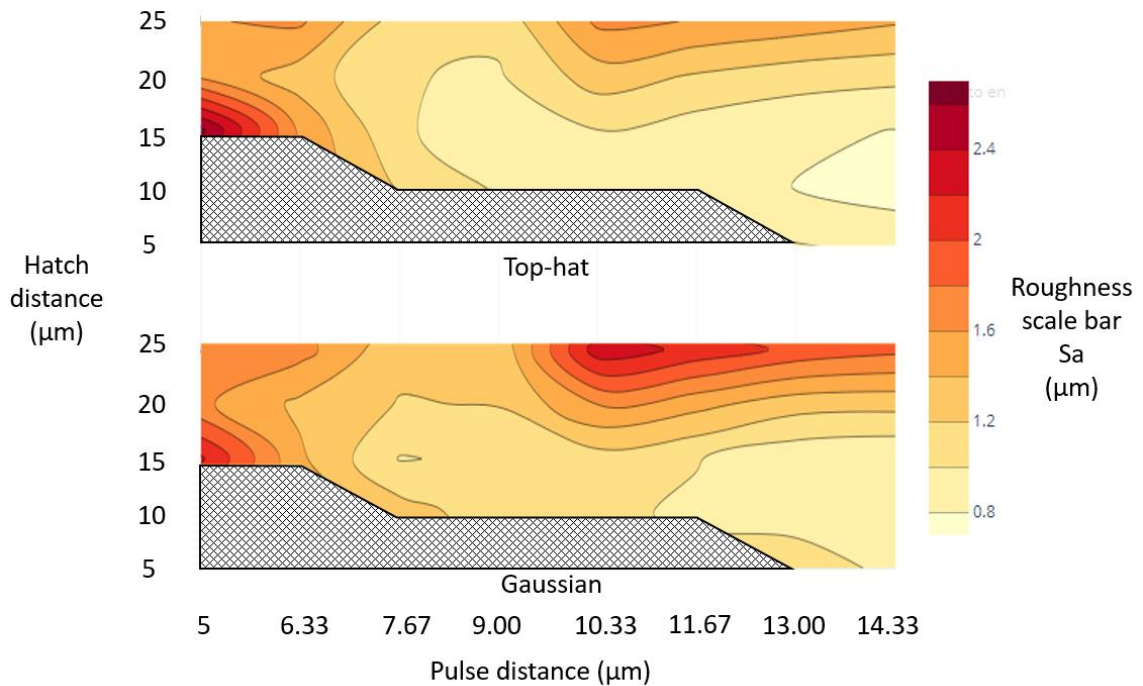 25
20
15
10
5
Top-hat
Hatch
distance
(μm)
25
20
15
10
5
Gaussian
5 6.33 7.67 9.00 10.33 11.67 13.00 14.33
Pulse distance (μm)
to en
2.4
2
1.6
1.2
0.8
Roughness
scale bar
Sa
(μm)